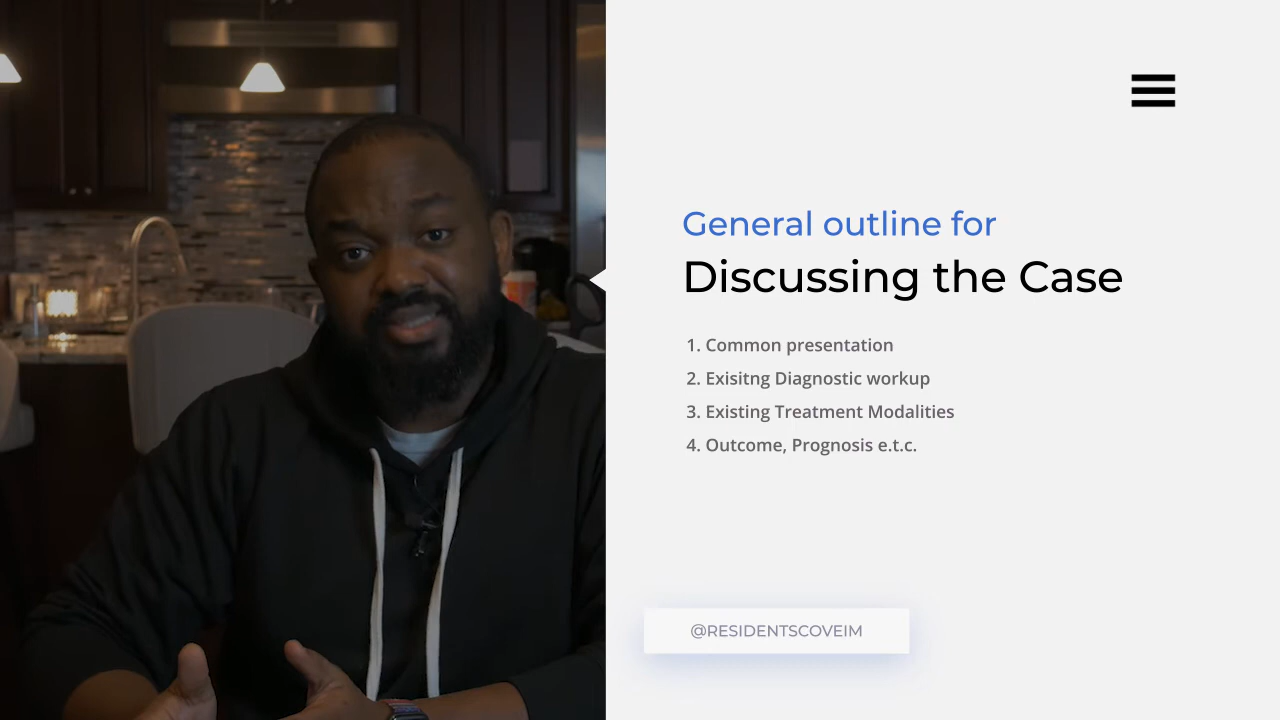 General outline for
Discussing the Case
1. Common presentation
2. Exisitng Diagnostic workup
3. Existing Treatment Modalities
4. Outcome, Prognosis e.t.c.
@RESIDENTSCOVEIM